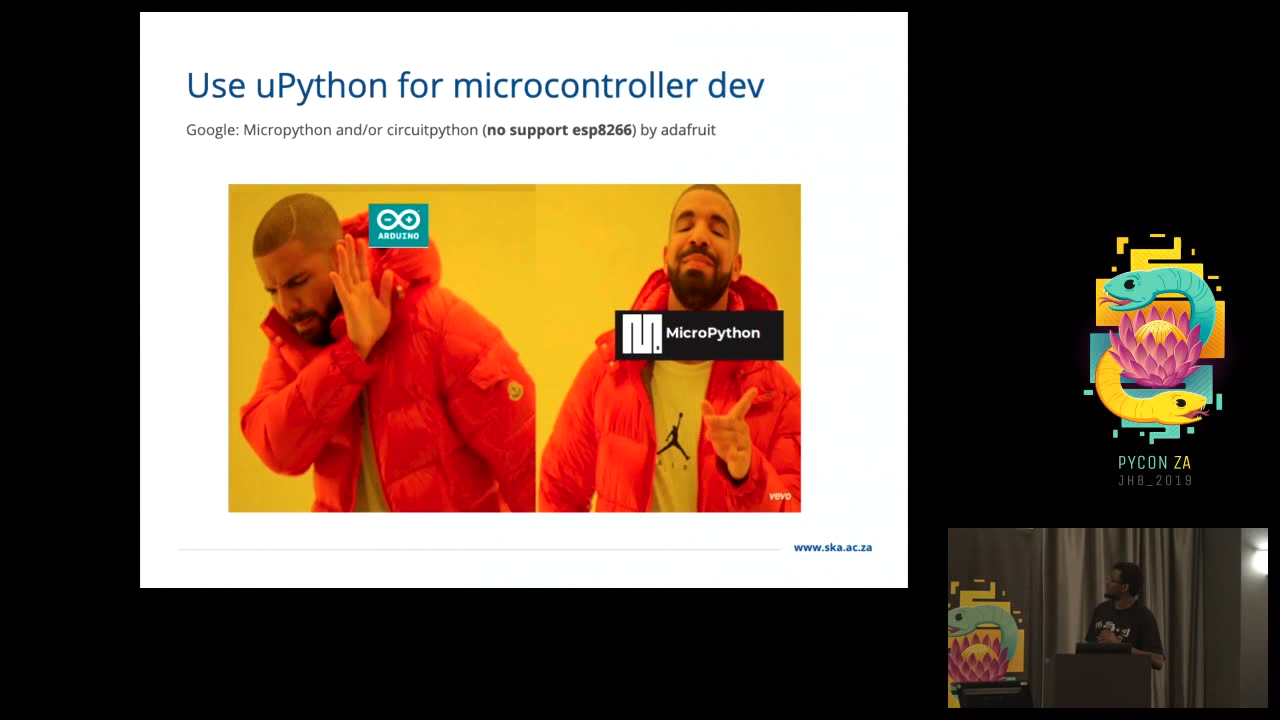 Use uPython for microcontroller dev
Google: Micropython and/or circuitpython (no support esp8266) by adafruit
ARDUINO
MicroPython
vevo
www.ska.ac.za
PYCON ZA
JHB_2019